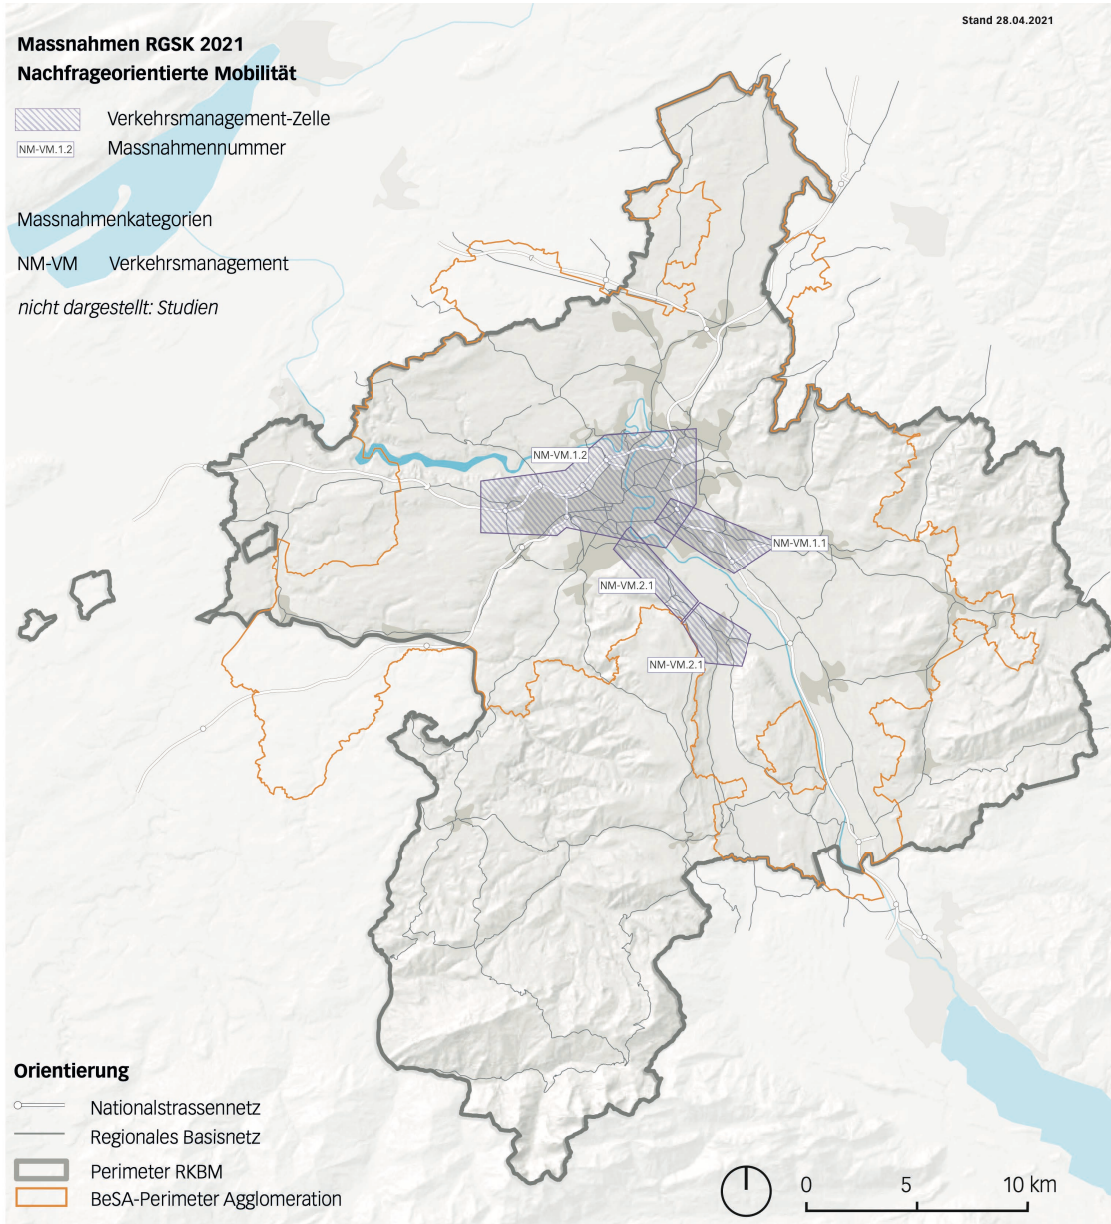 Stand 28.04.2021
Massnahmen RGSK 2021
Nachfrageorientierte Mobilität
Verkehrsmanagement-Zelle
NM-VM.1.2 Massnahmennummer
Massnahmenkategorien
NM-VM Verkehrsmanagement
nicht dargestellt: Studien
NM-VM.1.2
NM-VM.1.1
NM-VM.2.1
NM-VM.2.1
Orientierung
Nationalstrassennetz
Regionales Basisnetz
Perimeter RKBM
BeSA-Perimeter Agglomeration
0 5 10 km